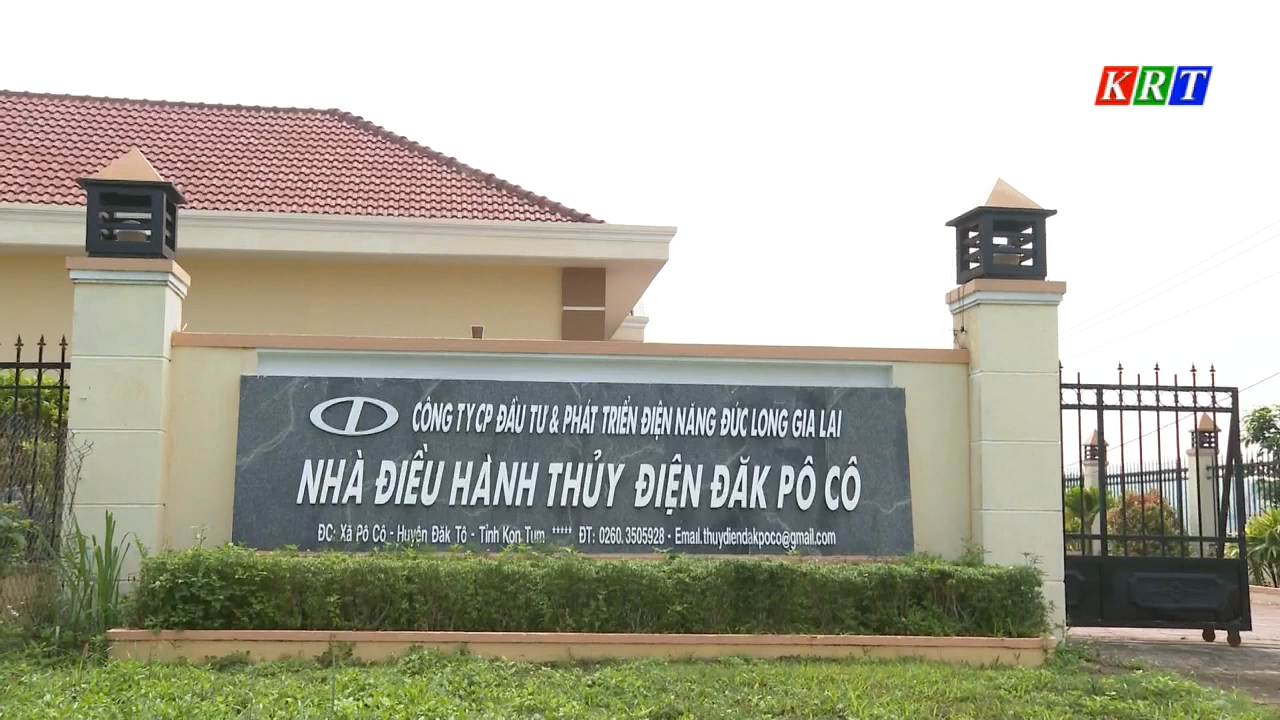 KRT
CÔNG TY CP ĐẦU TƯ & PHÁT TRIỂN ĐIỆN NĂNG ĐỨC LONG GIA LAI
NHÀ ĐIỀU HÀNH THỦY ĐIỆN ĐĂK PÔ CÔ
ĐC: Xã Pô Cô - Huyện Đăk Tô - Tỉnh Kon Tum ***** ĐT: 0260.3505928 - Email.thuydiendakpoco@gmail.com